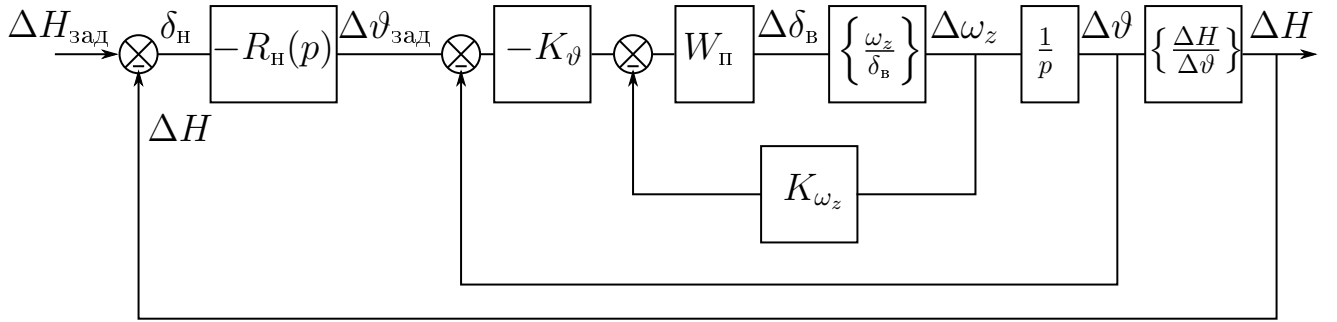 ΔH_зад
δ_н
−R_н(p)
Δϑ_зад
−K_ϑ
W_п
Δδ_в
{ω_z/δ_в}
Δω_z
1/p
Δϑ
{ΔH/Δϑ}
ΔH
ΔH
K_ω_z